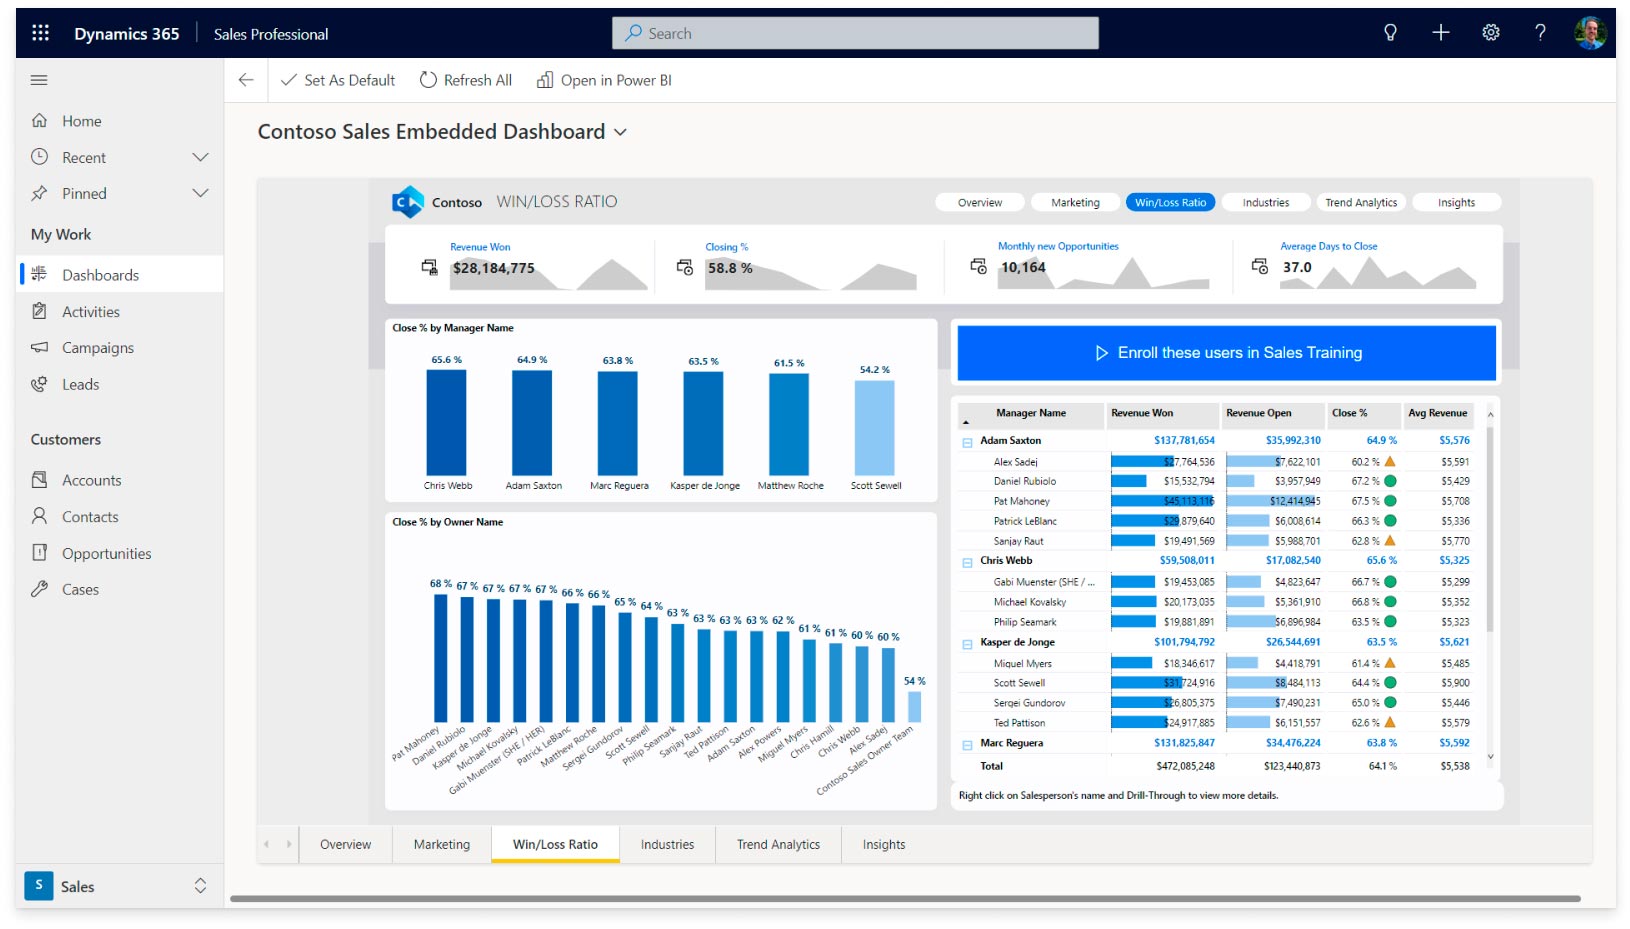 Dynamics 365 Sales Professional Search
Set As Default Refresh All Open in Power BI
Home
Recent
Pinned
My Work
Dashboards
Activities
Campaigns
Leads
Customers
Accounts
Contacts
Opportunities
Cases
S Sales
Contoso Sales Embedded Dashboard
Contoso WIN/LOSS RATIO
Overview Marketing Win/Loss Ratio Industries Trend Analytics Insights
Revenue Won
$28,184,775
Closing %
58.8 %
Monthly new Opportunities
10,164
Average Days to Close
37.0
Close % by Manager Name
65.6 % 64.9 % 63.8 % 63.5 % 61.5 % 54.2 %
Chris Webb Adam Saxton Marc Reguera Kasper de Jonge Matthew Roche Scott Sewell
Close % by Owner Name
68 % 67 % 67 % 67 % 67 % 66 % 66 % 65 % 64 % 63 % 63 % 63 % 63 % 62 % 61 % 61 % 60 % 60 % 54 %
Pat Mahoney
Daniel Rubiolo
Kasper de Jonge
Michael Kovalsky
Gabi Muenster (SHE / HER)
Patrick LeBlanc
Matthew Roche
Sergei Gundorov
Scott Sewell
Philip Seamark
Sanjay Raut
Ted Pattison
Adam Saxton
Alex Powers
Miguel Myers
Chris Hamill
Chris Webb
Alex Sadej
Contoso Sales Owner Team
Enroll these users in Sales Training
Manager Name Revenue Won Revenue Open Close % Avg Revenue
Adam Saxton $137,781,654 $35,992,310 64.9 % $5,576
Alex Sadej $27,764,536 $7,622,101 60.2 % $5,591
Daniel Rubiolo $15,532,794 $3,957,949 67.2 % $5,429
Pat Mahoney $45,113,116 $12,414,945 67.5 % $5,708
Patrick LeBlanc $29,879,640 $6,008,614 66.3 % $5,336
Sanjay Raut $19,491,569 $5,988,701 62.8 % $5,770
Chris Webb $59,508,011 $17,082,540 65.6 % $5,325
Gabi Muenster (SHE / ... $19,453,085 $4,823,647 66.7 % $5,299
Michael Kovalsky $20,173,035 $5,361,910 66.8 % $5,352
Philip Seamark $19,881,891 $6,896,984 63.5 % $5,323
Kasper de Jonge $101,794,792 $26,544,691 63.5 % $5,621
Miguel Myers $18,346,617 $4,418,791 61.4 % $5,485
Scott Sewell $31,724,916 $8,484,113 64.4 % $5,900
Sergei Gundorov $26,805,375 $7,490,231 65.0 % $5,446
Ted Pattison $24,917,885 $6,151,557 62.6 % $5,579
Marc Reguera $131,825,847 $34,476,224 63.8 % $5,592
Total $472,085,248 $123,440,873 64.1 % $5,538
Right click on Salesperson's name and Drill-Through to view more details.
Overview Marketing Win/Loss Ratio Industries Trend Analytics Insights